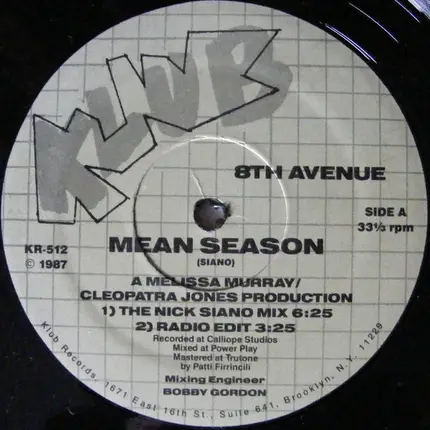 KLUB
8TH AVENUE
SIDE A
33⅓ rpm
KR-512
© 1987
MEAN SEASON
(SIANO)
A MELISSA MURRAY/
CLEOPATRA JONES PRODUCTION
1) THE NICK SIANO MIX 6:25
2) RADIO EDIT 3:25
Recorded at Calliope Studios
Mixed at Power Play
Mastered at Trutone
by Patti Firrincili
Mixing Engineer
BOBBY GORDON
Klub Records, 1671 East 16th St., Suite 641, Brooklyn, N.Y. 11229